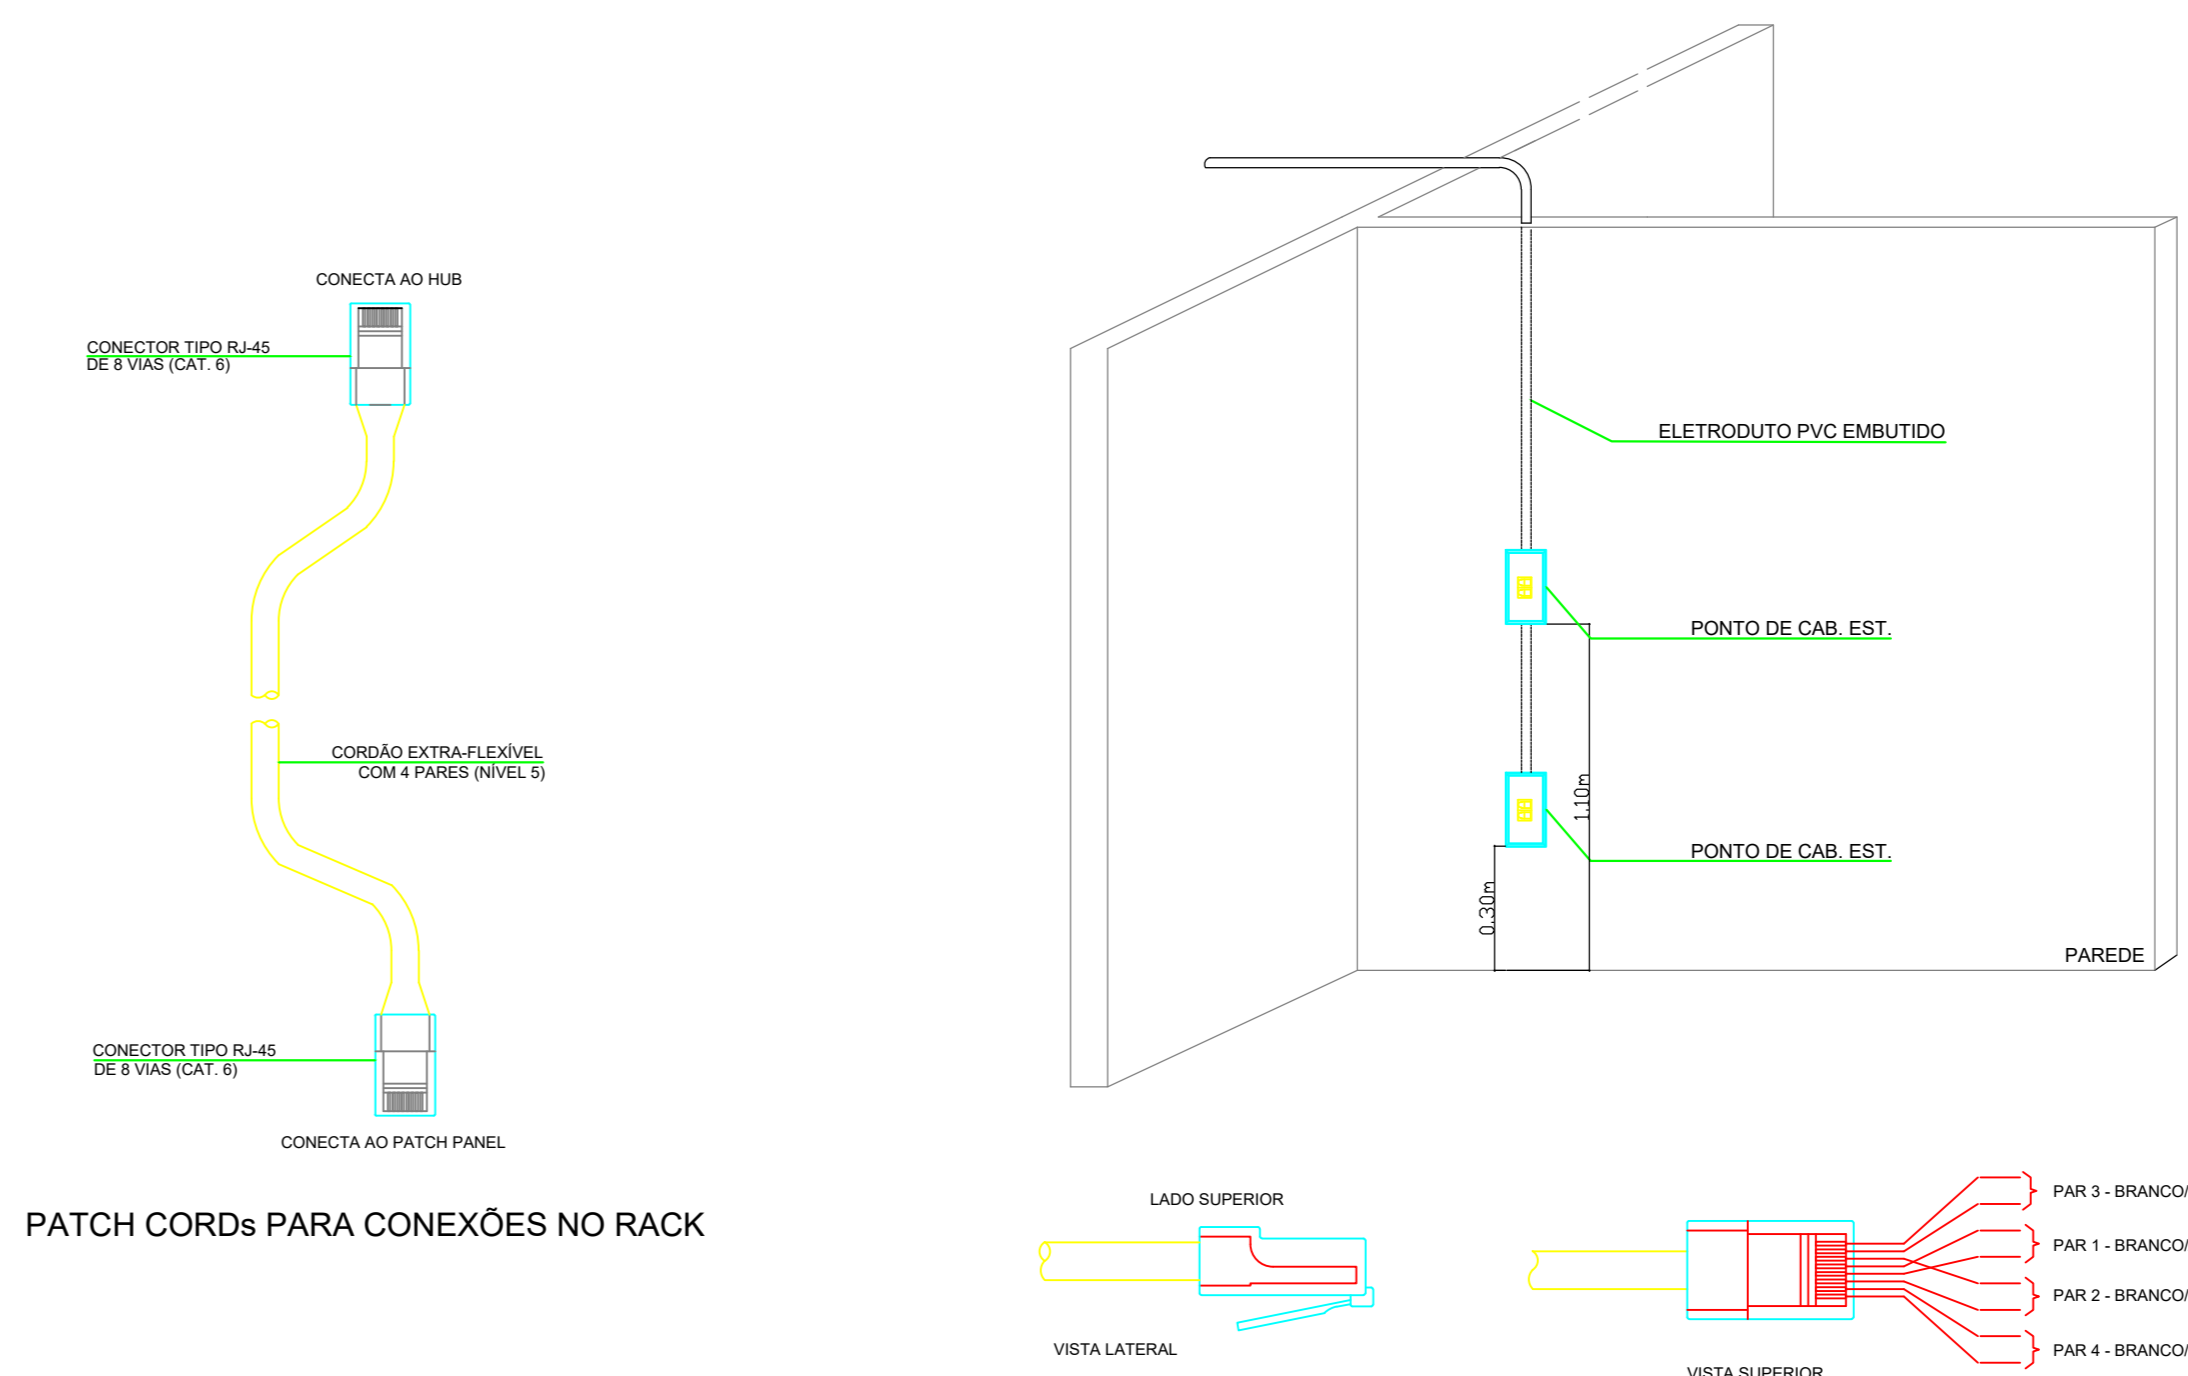 CONECTA AO HUB
CONECTOR TIPO RJ-45
DE 8 VIAS (CAT. 6)
CORDÃO EXTRA-FLEXÍVEL
COM 4 PARES (NÍVEL 5)
CONECTOR TIPO RJ-45
DE 8 VIAS (CAT. 6)
CONECTA AO PATCH PANEL
PATCH CORDs PARA CONEXÕES NO RACK
ELETRODUTO PVC EMBUTIDO
PONTO DE CAB. EST.
1.10m
PONTO DE CAB. EST.
0.30m
PAREDE
LADO SUPERIOR
VISTA LATERAL
PAR 3 - BRANCO/
PAR 1 - BRANCO/
PAR 2 - BRANCO/
PAR 4 - BRANCO/
VISTA SUPERIOR